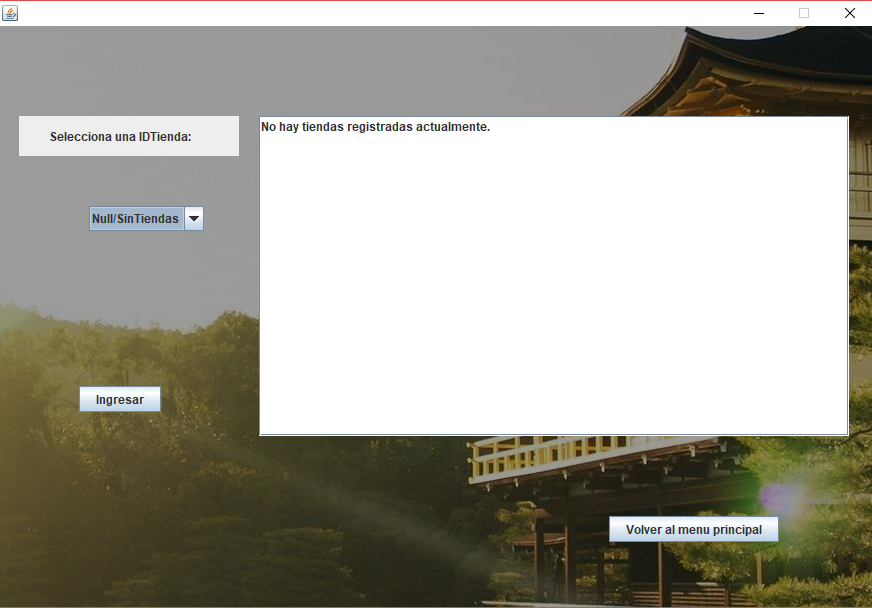 Selecciona una IDTienda:
No hay tiendas registradas actualmente.
Null/SinTiendas
Ingresar
Volver al menu principal